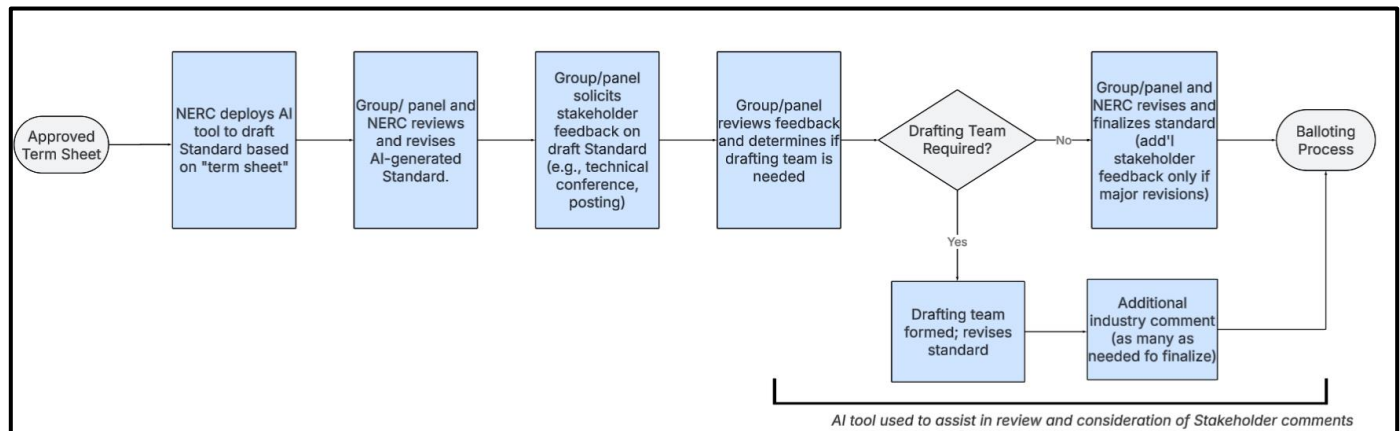 Approved
Term Sheet
NERC deploys AI
tool to draft
Standard based
on "term sheet"
Group/ panel and
NERC reviews
and revises
AI-generated
Standard.
Group/panel
solicits
stakeholder
feedback on
draft Standard
(e.g., technical
conference,
posting)
Group/panel
reviews feedback
and determines if
drafting team is
needed
Drafting Team
Required?
No
Group/panel and
NERC revises and
finalizes standard
(add'l
stakeholder
feedback only if
major revisions)
Balloting
Process
Yes
Drafting team
formed; revises
standard
Additional
industry comment
(as many as
needed fo finalize)
AI tool used to assist in review and consideration of Stakeholder comments